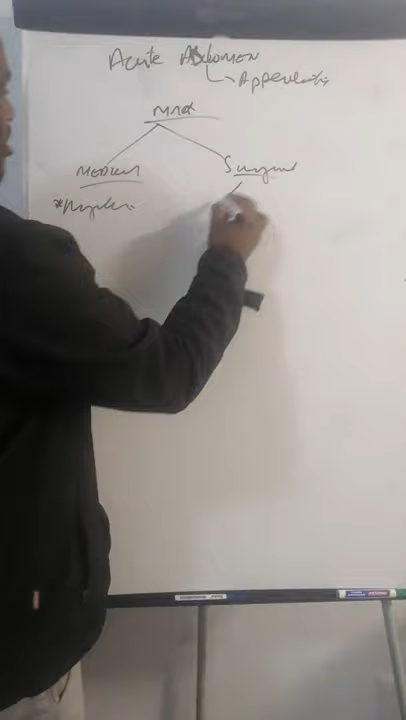 Acute Abdomen
Appendicitis
Mnx
Medical
Surgical